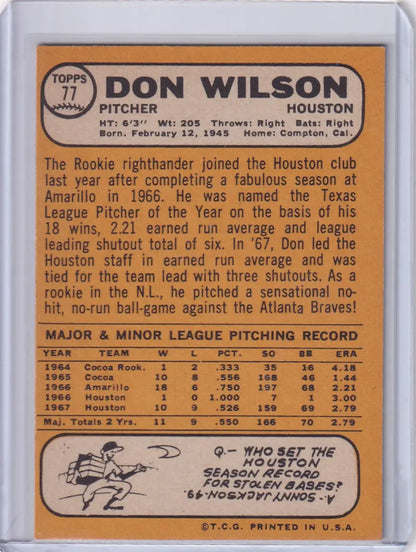 TOPPS
77
DON WILSON
PITCHER HOUSTON
HT: 6'3" Wt: 205 Throws: Right Bats: Right
Born. February 12, 1945 Home: Compton, Cal.
The Rookie righthander joined the Houston club
last year after completing a fabulous season at
Amarillo in 1966. He was named the Texas
League Pitcher of the Year on the basis of his
18 wins, 2.21 earned run average and league
leading shutout total of six. In '67, Don led the
Houston staff in earned run average and was
tied for the team lead with three shutouts. As a
rookie in the N.L., he pitched a sensational no-
hit, no-run ball-game against the Atlanta Braves!
MAJOR & MINOR LEAGUE PITCHING RECORD
YEAR TEAM W L PCT. SO BB ERA
1964 Cocoa Rook. 1 2 .333 35 16 4.18
1965 Cocoa 10 8 .556 168 46 1.44
1966 Amarillo 18 6 .750 197 68 2.21
1966 Houston 1 0 1.000 7 1 3.00
1967 Houston 10 9 .526 159 69 2.79
Maj. Totals 2 Yrs. 11 9 .550 166 70 2.79
Q.- WHO SET THE
HOUSTON
SEASON RECORD
FOR STOLEN BASES?
A- SONNY JACKSON-49.
©T.C.G. PRINTED IN U.S.A.